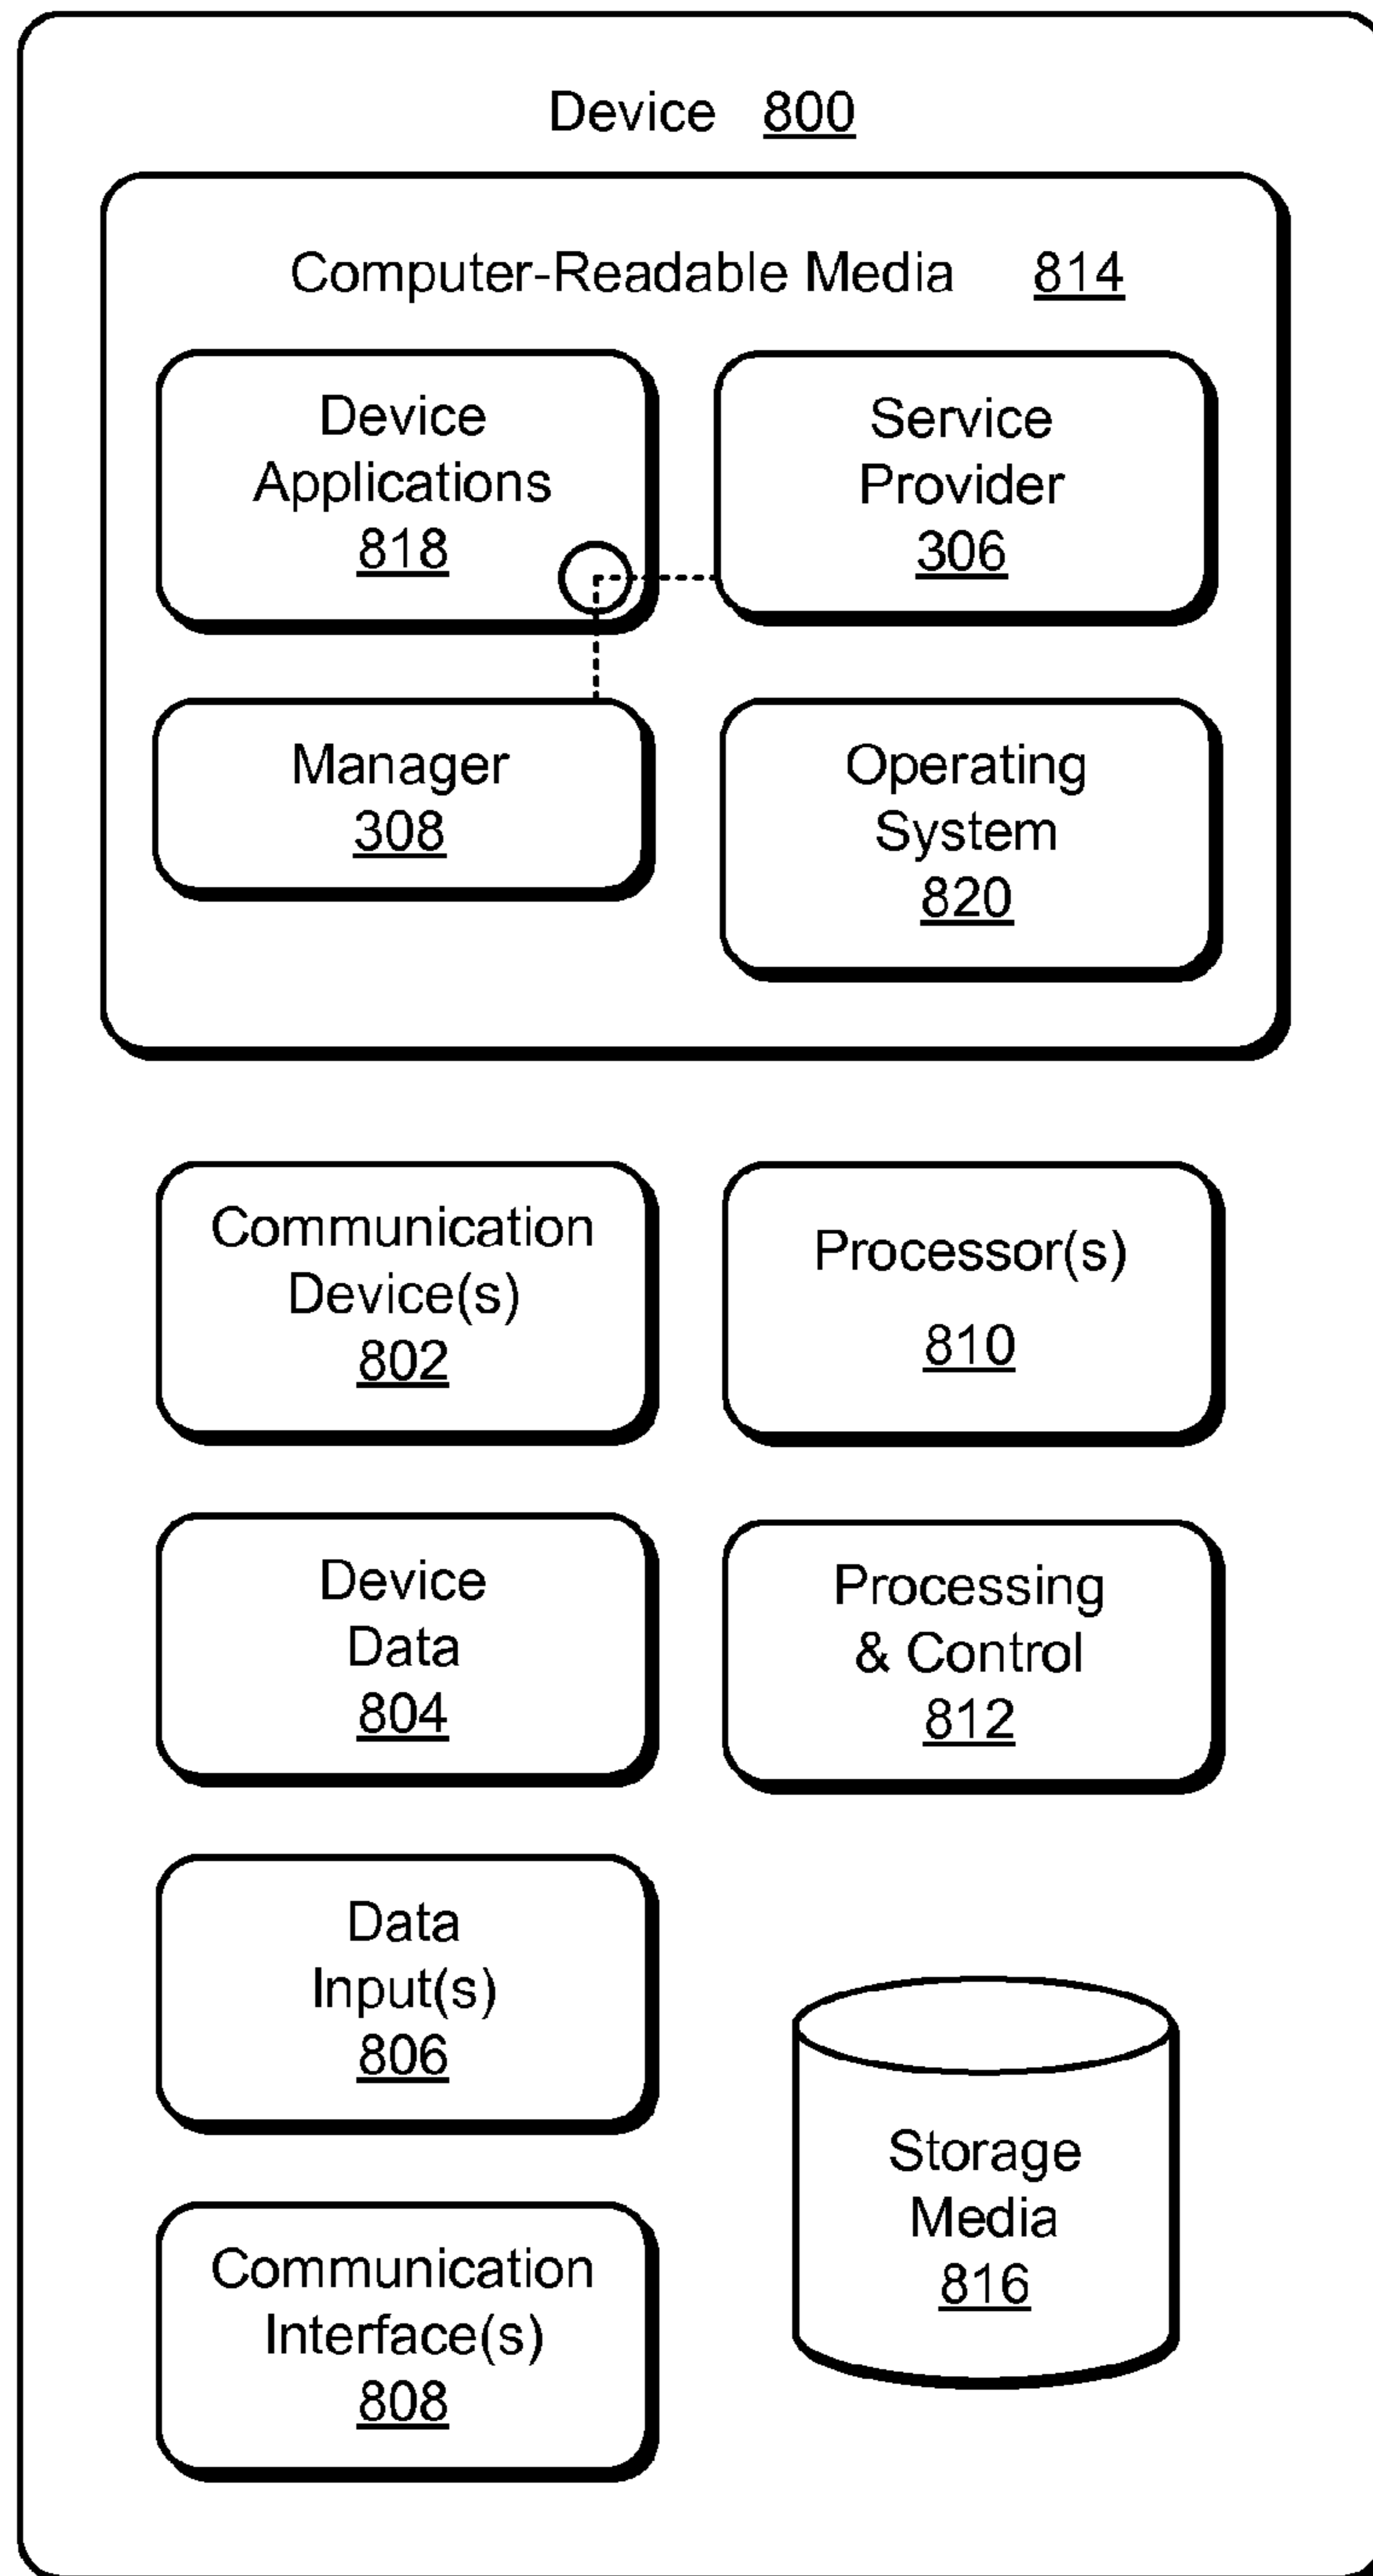 Device 800
Computer-Readable Media 814
Device
Applications
818
Service
Provider
306
Manager
308
Operating
System
820
Communication
Device(s)
802
Processor(s)
810
Device
Data
804
Processing
& Control
812
Data
Input(s)
806
Storage
Media
816
Communication
Interface(s)
808